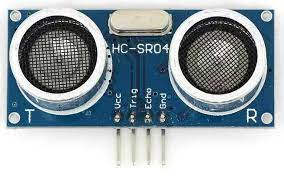 HC-SR04
T
R
Vcc
Trig
Echo
Gnd